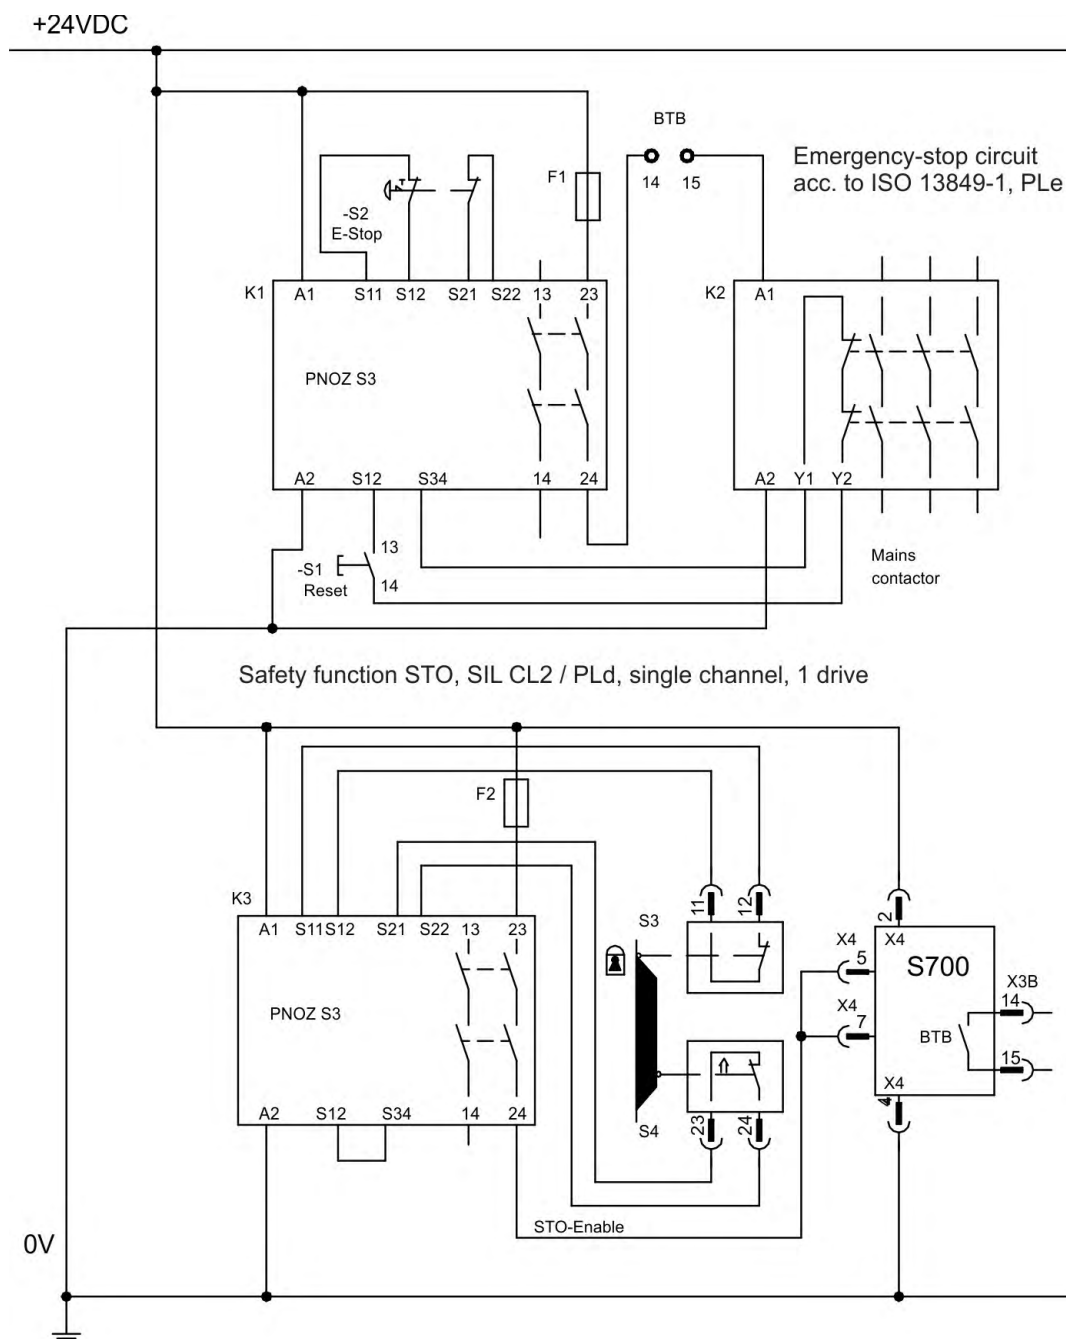 +24VDC
BTB
14 15
Emergency-stop circuit
acc. to ISO 13849-1, PLe
F1
-S2
E-Stop
K1
A1 S11 S12 S21 S22 13 23
PNOZ S3
A2 S12 S34 14 24
K2
A1
A2 Y1 Y2
13
-S1
Reset
14
Mains
contactor
Safety function STO, SIL CL2 / PLd, single channel, 1 drive
F2
K3
A1 S11 S12 S21 S22 13 23
PNOZ S3
A2 S12 S34 14 24
S3
11 12
S4
23 24
2
X4
S700
X4
5
X4
7
X3B
14
BTB
15
X4
4
STO-Enable
0V